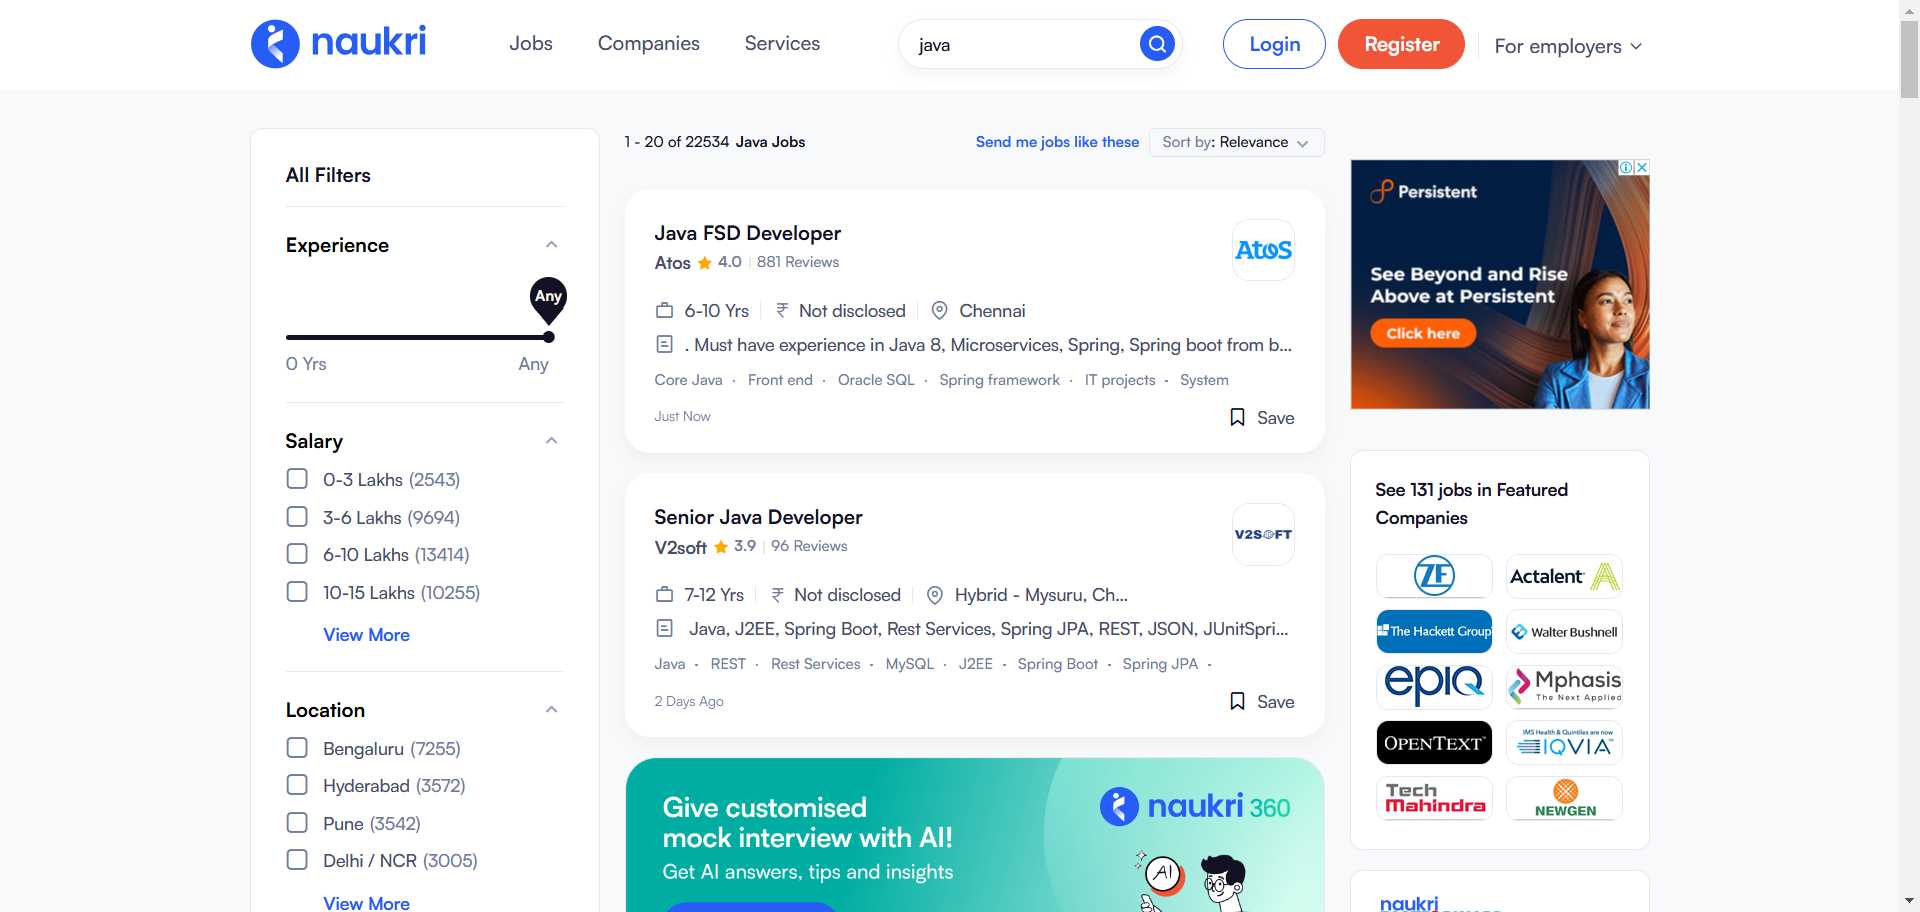 naukri
Jobs
Companies
Services
java
Login
Register
For employers
All Filters
Experience
Any
0 Yrs
Any
Salary
0-3 Lakhs (2543)
3-6 Lakhs (9694)
6-10 Lakhs (13414)
10-15 Lakhs (10255)
View More
Location
Bengaluru (7255)
Hyderabad (3572)
Pune (3542)
Delhi / NCR (3005)
View More
1 - 20 of 22534 Java Jobs
Send me jobs like these
Sort by: Relevance
Java FSD Developer
Atos 4.0 881 Reviews
AtoS
6-10 Yrs
₹ Not disclosed
Chennai
. Must have experience in Java 8, Microservices, Spring, Spring boot from b...
Core Java · Front end · Oracle SQL · Spring framework · IT projects · System
Just Now
Save
Senior Java Developer
V2soft 3.9 96 Reviews
V2SOFT
7-12 Yrs
₹ Not disclosed
Hybrid - Mysuru, Ch...
Java, J2EE, Spring Boot, Rest Services, Spring JPA, REST, JSON, JUnitSpri...
Java · REST · Rest Services · MySQL · J2EE · Spring Boot · Spring JPA ·
2 Days Ago
Save
Give customised
mock interview with AI!
Get AI answers, tips and insights
naukri 360
AI
Persistent
See Beyond and Rise
Above at Persistent
Click here
See 131 jobs in Featured
Companies
ZF
Actalent
The Hackett Group
Walter Bushnell
epiq
Mphasis
The Next Applied
OPENTEXT™
IMS Health & Quintiles are now
IQVIA™
Tech
Mahindra
NEWGEN
naukri